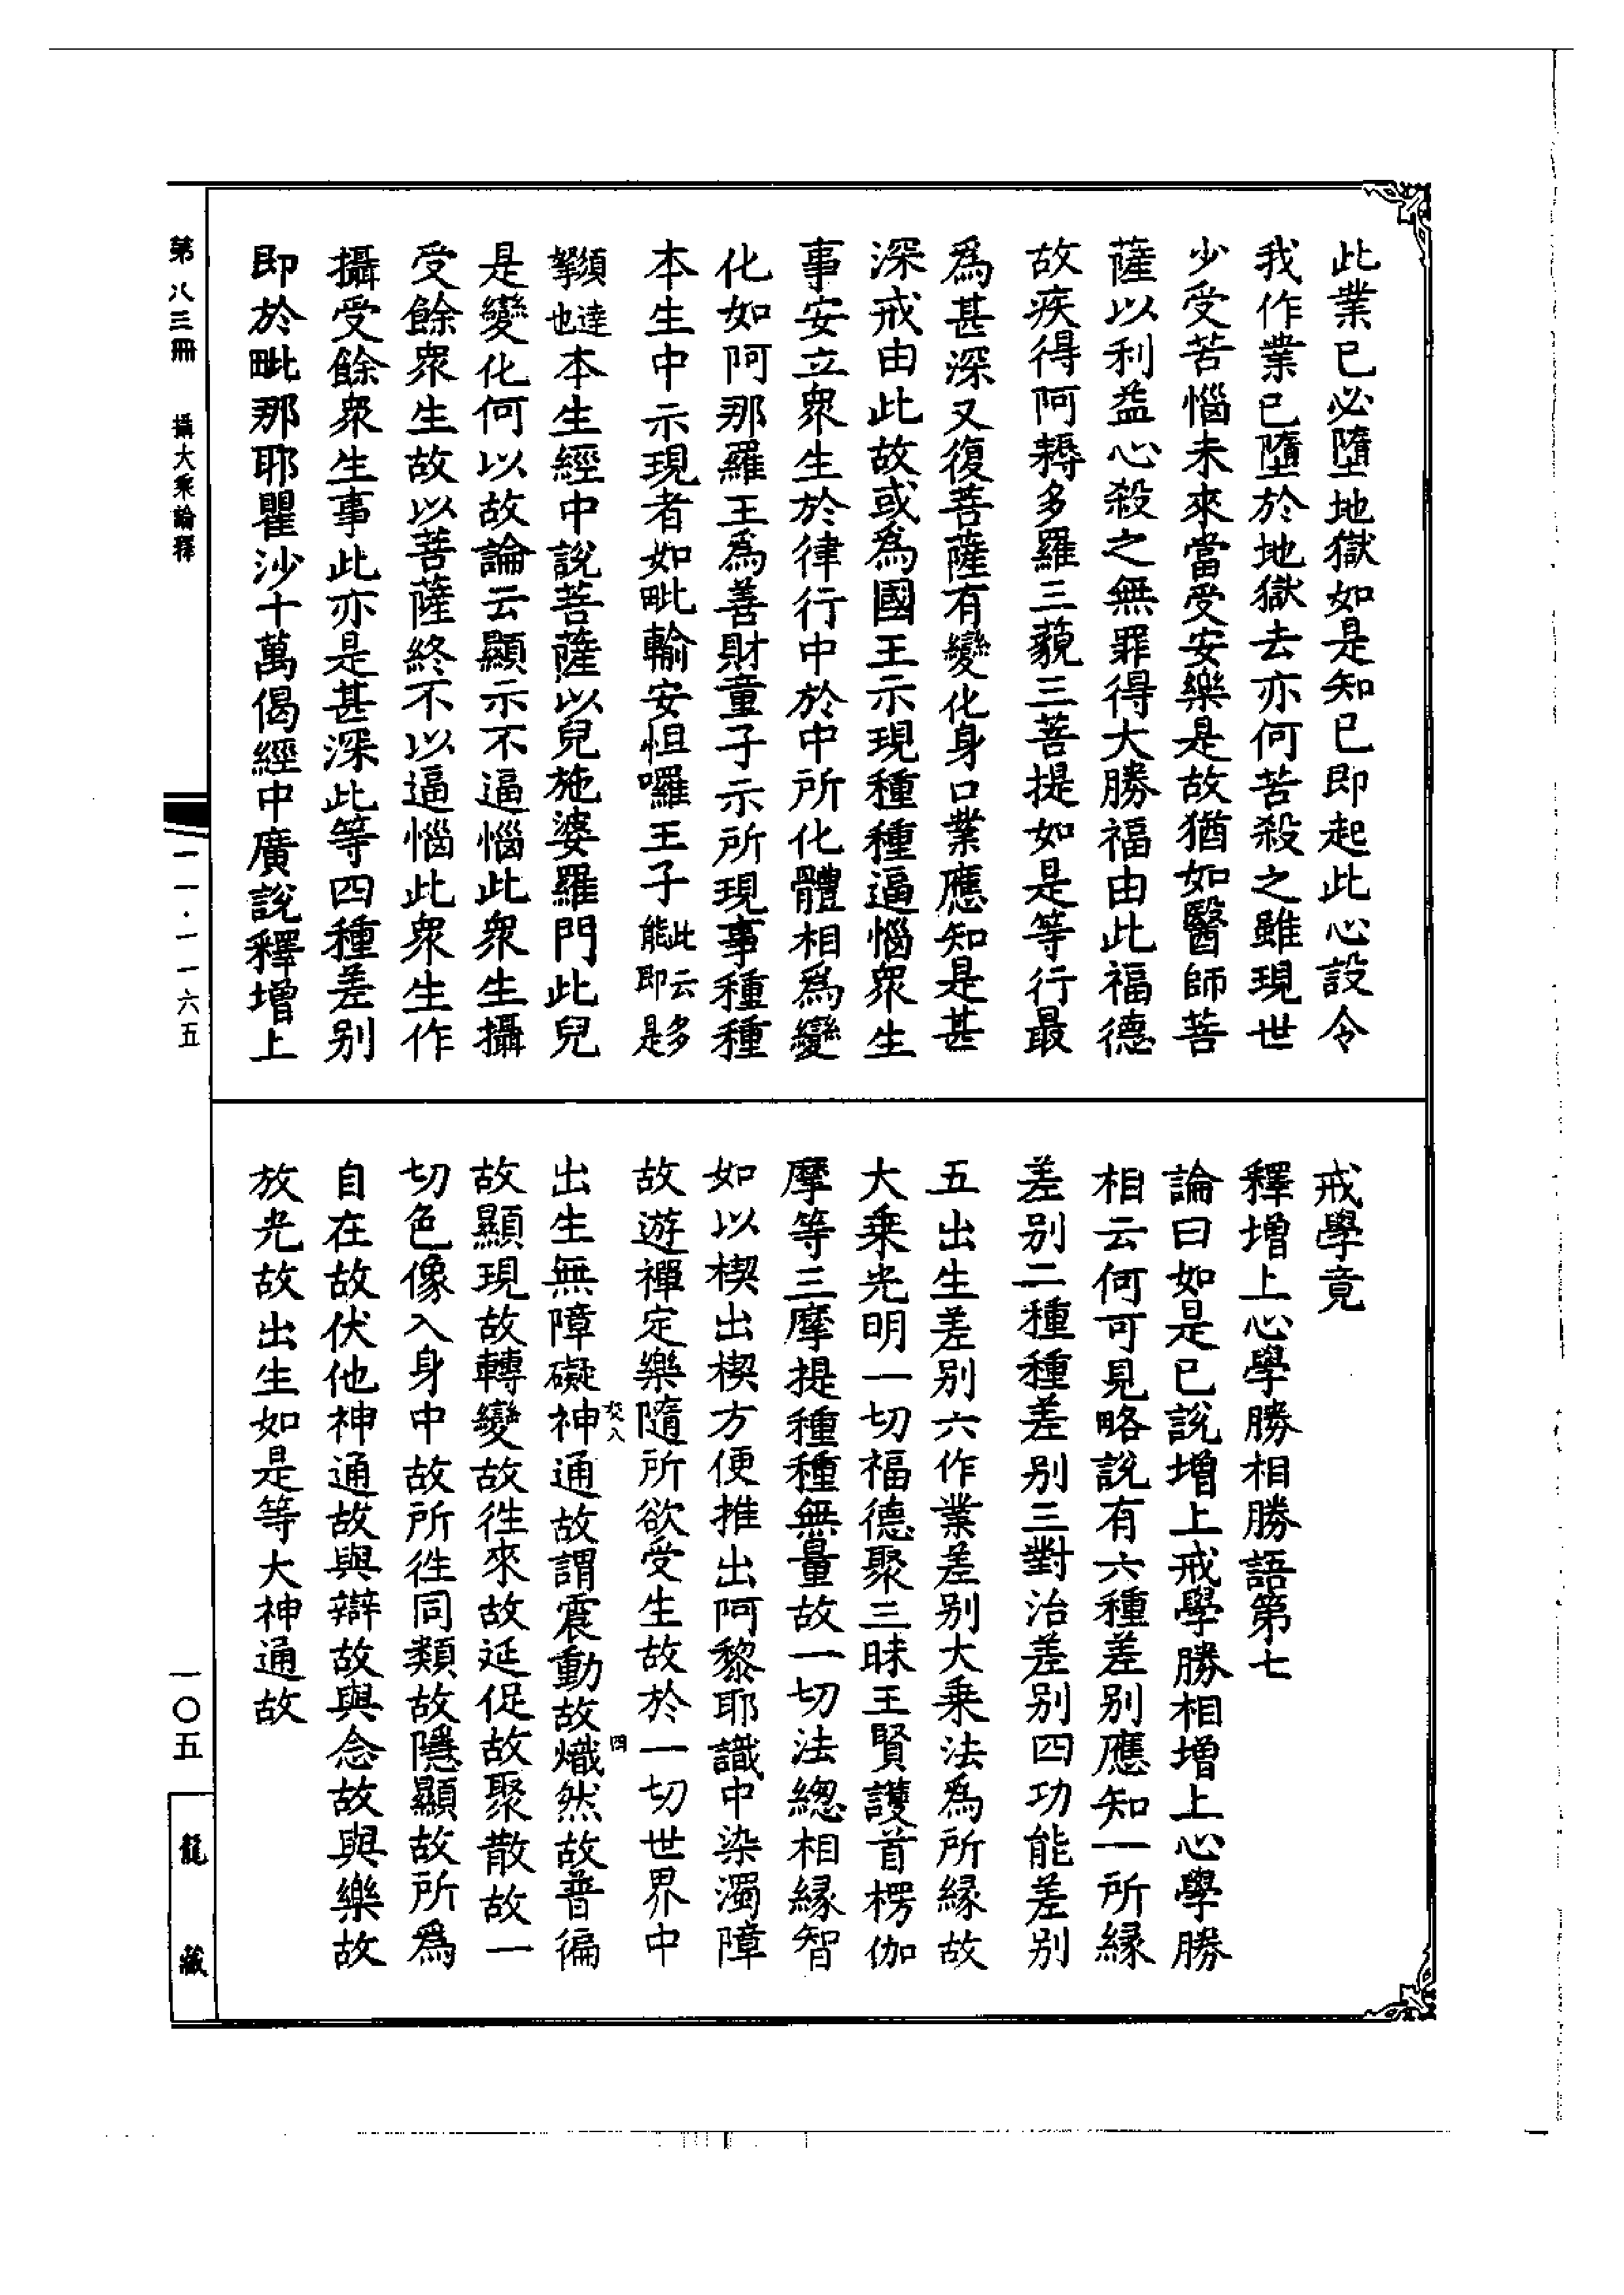 此業已必墮地獄如是知已即起此心設令
我作業已墮於地獄去亦何苦殺之雖現世
少受苦惱未來當受安樂是故猶如醫師菩
薩以利益心殺之無罪得大勝福由此福德
故疾得阿耨多羅三藐三菩提如是等行最
為甚深又復菩薩有變化身口業應知是甚
深戒由此故或為國王示現種種逼惱眾生
事安立眾生於律行中於中所化體相為變
化如阿那羅王為善財童子示所現事種種
本生中示現者如毗輸安怛囉王子此云多能即是
須達拏也本生經中說菩薩以兒施婆羅門此兒
是變化何以故論云顯示不逼惱此眾生攝
受餘眾生故以菩薩終不以逼惱此眾生作
攝受餘眾生事此亦是甚深此等四種差别
即於毗那耶瞿沙十萬偈經中廣說釋增上
戒學竟
釋增上心學勝相勝語第七
論曰如是已說增上戒學勝相增上心學勝
相云何可見略說有六種差别應知一所緣
差别二種種差别三對治差别四功能差别
五出生差别六作業差别大乘法為所緣故
大乘光明一切福德聚三昧王賢護首楞伽
摩等三摩提種種無量故一切法總相緣智
如以楔出楔方便推出阿黎耶識中染濁障
故遊禪定樂隨所欲受生故於一切世界中
出生無障礙神通故謂震動故熾然故普徧
故顯現故轉變故往來故延促故聚散故一
切色像入身中故所往同類故隱顯故所為
自在故伏他神通故與辯故與念故與樂故
放光故出生如是等大神通故
第八三冊 攝大乘論釋
一一·一一六五
一〇五
龍藏